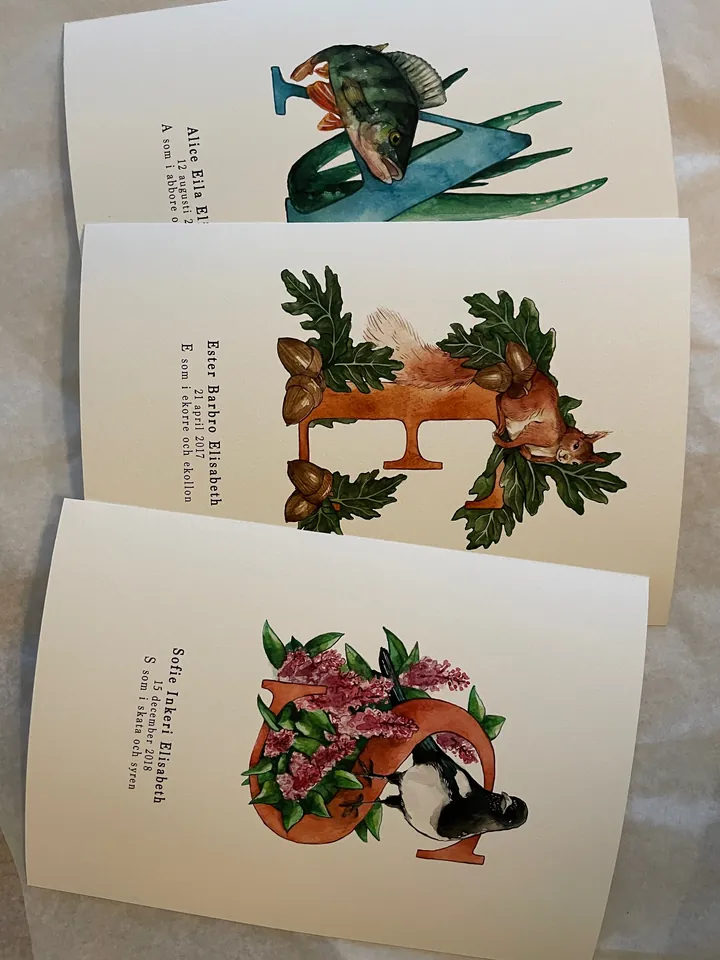 Alice Eila
12 augusti
A som i abbore
Ester Barbro Elisabeth
21 april 2017
E som i ekorre och ekollon
Sofie Inkeri Elisabeth
15 december 2018
S som i skata och syren